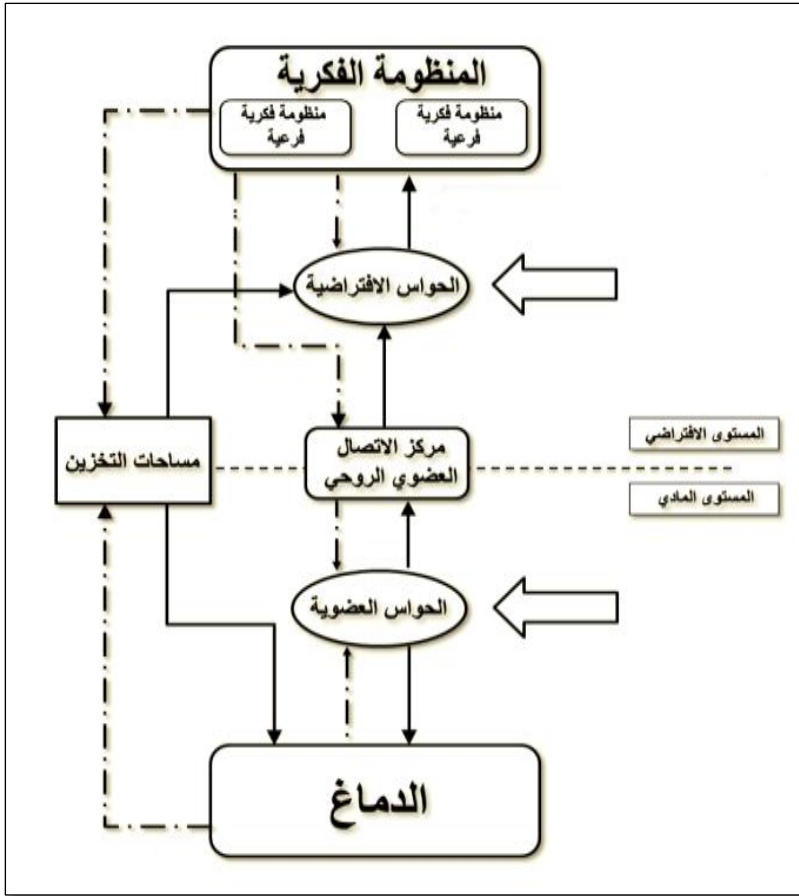 المنظومة الفكرية
منظومة فكرية
فرعية
منظومة فكرية
فرعية
الحواس الافتراضية
مساحات التخزين
مركز الاتصال
العضوي الروحي
المستوى الافتراضي
المستوى المادي
الحواس العضوية
الدماغ